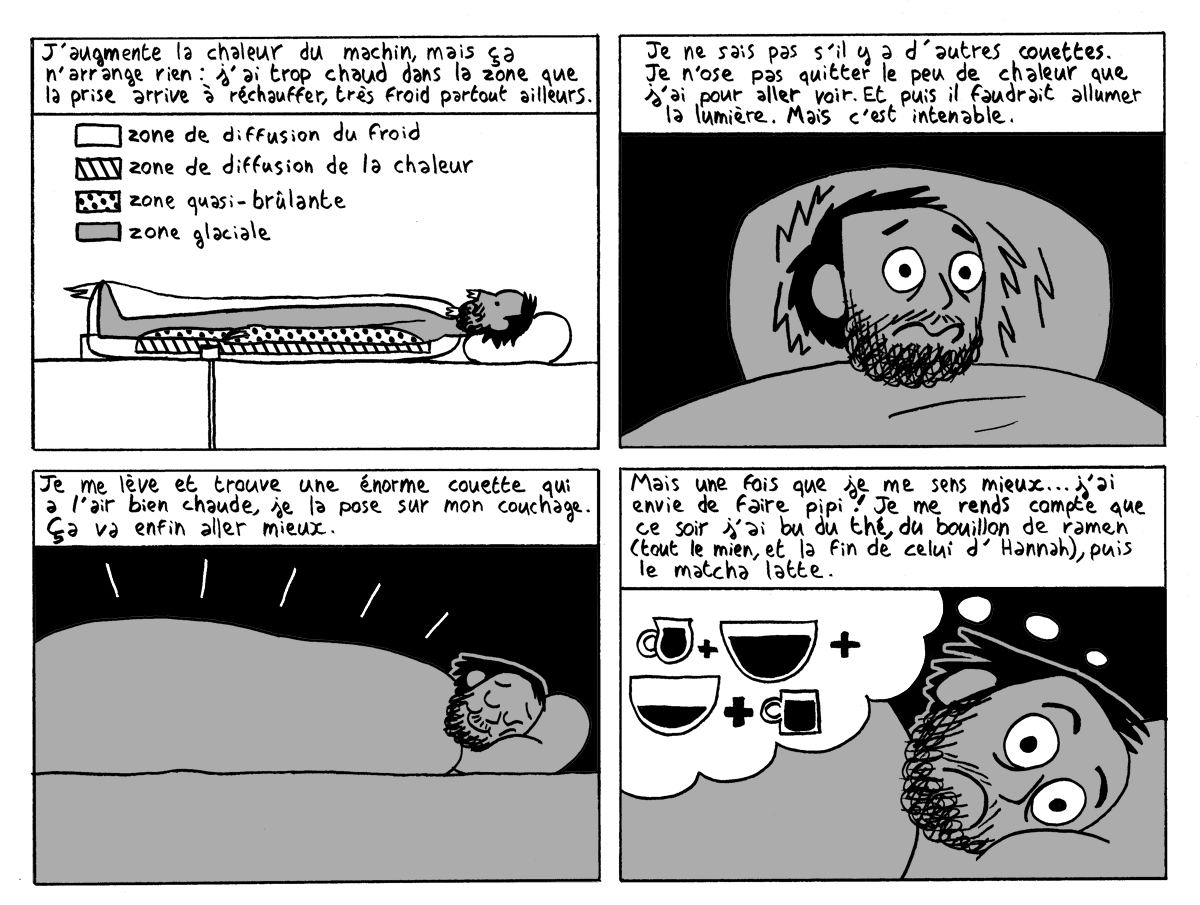 J'augmente la chaleur du machin, mais ça
n'arrange rien : j'ai trop chaud dans la zone que
la prise arrive à réchauffer, très froid partout ailleurs.
zone de diffusion du froid
zone de diffusion de la chaleur
zone quasi-brûlante
zone glaciale
Je ne sais pas s'il y a d'autres couettes.
Je n'ose pas quitter le peu de chaleur que
j'ai pour aller voir. Et puis il faudrait allumer
la lumière. Mais c'est intenable.
Je me lève et trouve une énorme couette qui
a l'air bien chaude, je la pose sur mon couchage.
Ça va enfin aller mieux.
Mais une fois que je me sens mieux... j'ai
envie de faire pipi ! Je me rends compte que
ce soir j'ai bu du thé, du bouillon de ramen
(tout le mien, et la fin de celui d'Hannah), puis
le matcha latte.